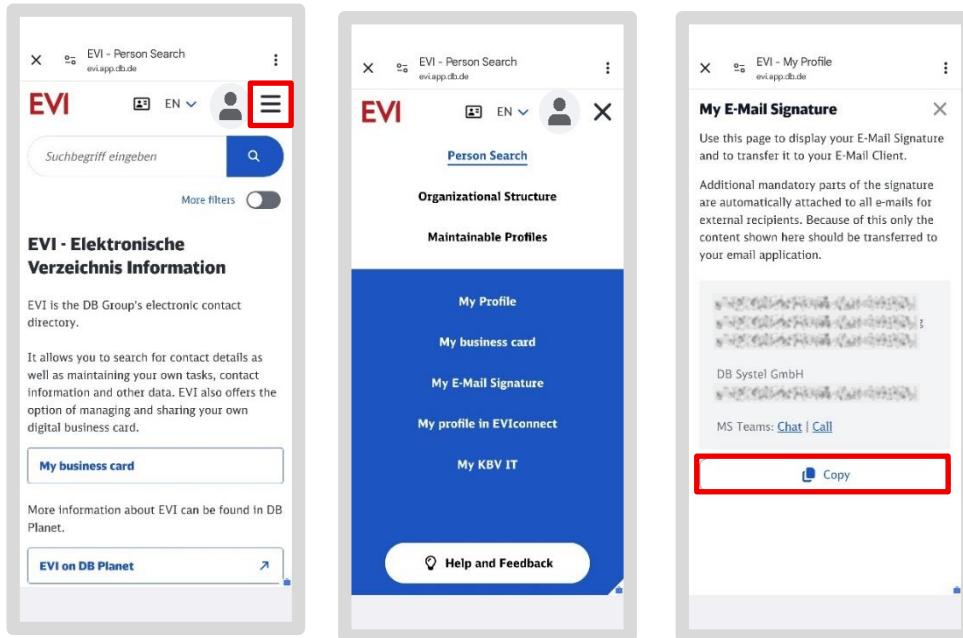 EVI - Person Search
evi.app.db.de
EVI
EN
Suchbegriff eingeben
More filters
EVI - Elektronische
Verzeichnis Information
EVI is the DB Group's electronic contact
directory.
It allows you to search for contact details as
well as maintaining your own tasks, contact
information and other data. EVI also offers the
option of managing and sharing your own
digital business card.
My business card
More information about EVI can be found in DB
Planet.
EVI on DB Planet
EVI - Person Search
evi.app.db.de
EVI
EN
Person Search
Organizational Structure
Maintainable Profiles
My Profile
My business card
My E-Mail Signature
My profile in EVIconnect
My KBV IT
Help and Feedback
EVI - My Profile
evi.app.db.de
My E-Mail Signature
Use this page to display your E-Mail Signature
and to transfer it to your E-Mail Client.
Additional mandatory parts of the signature
are automatically attached to all e-mails for
external recipients. Because of this only the
content shown here should be transferred to
your email application.
DB Systel GmbH
MS Teams: Chat | Call
Copy